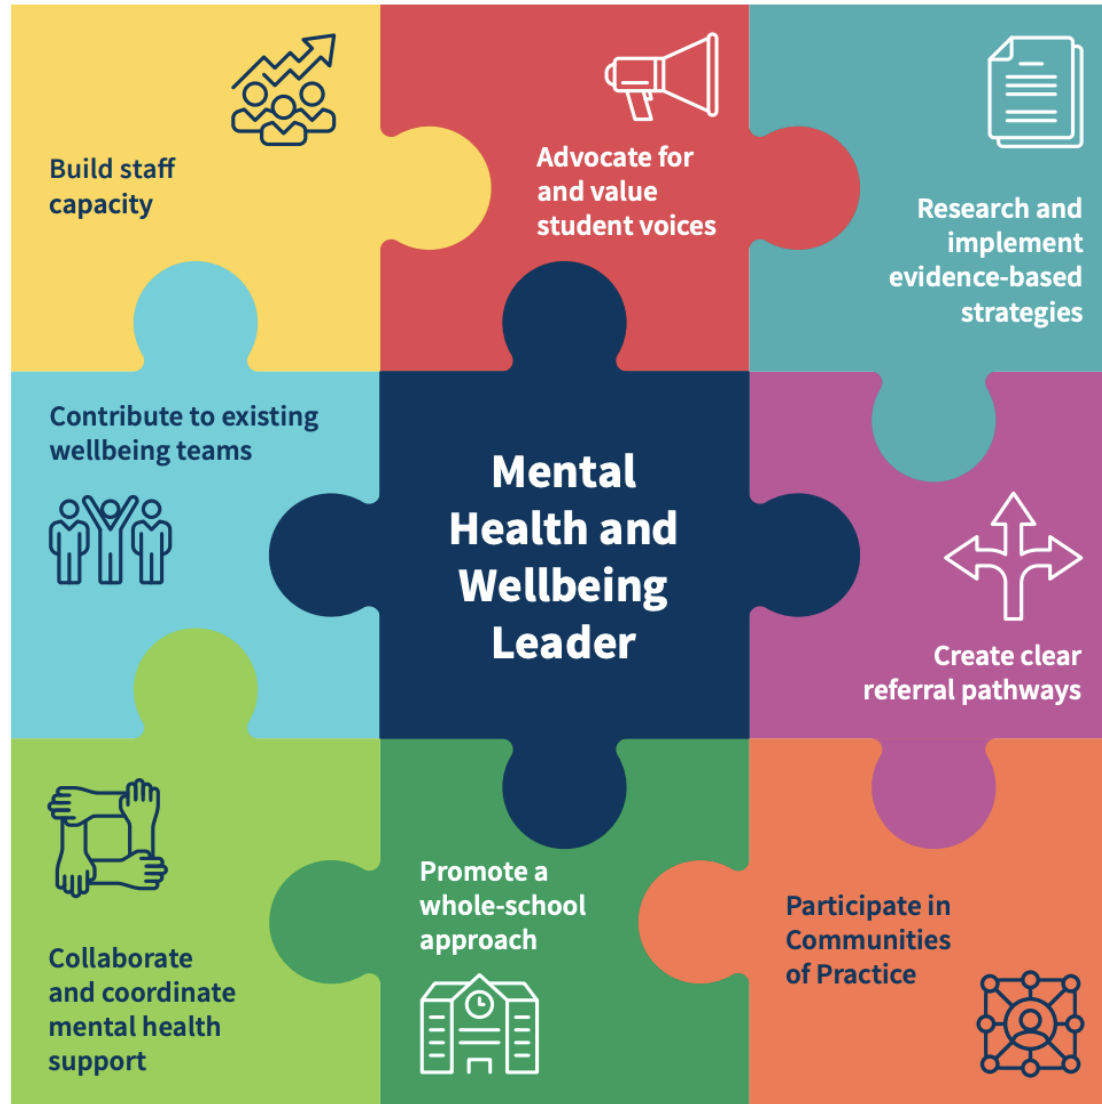 Build staff
capacity
Advocate for
and value
student voices
Research and
implement
evidence-based
strategies
Contribute to existing
wellbeing teams
Mental
Health and
Wellbeing
Leader
Create clear
referral pathways
Collaborate
and coordinate
mental health
support
Promote a
whole-school
approach
Participate in
Communities
of Practice